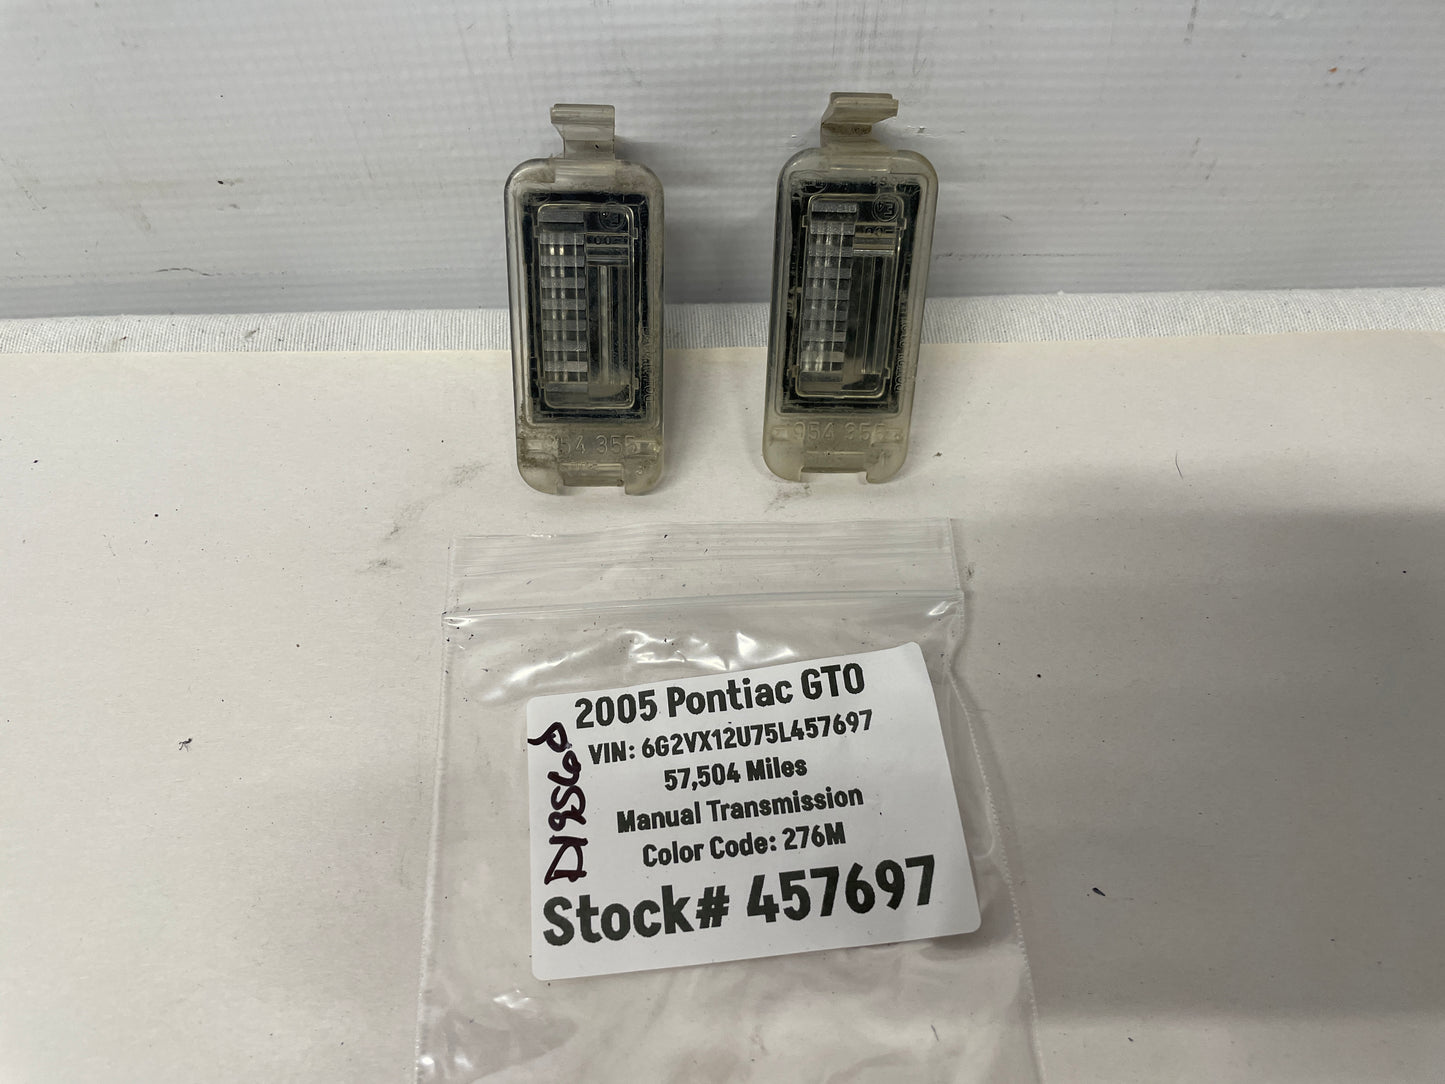 954 355
954 355
2005 Pontiac GTO
VIN: 6G2VX12U75L457697
57,504 Miles
Manual Transmission
Color Code: 276M
Stock# 457697
D19560